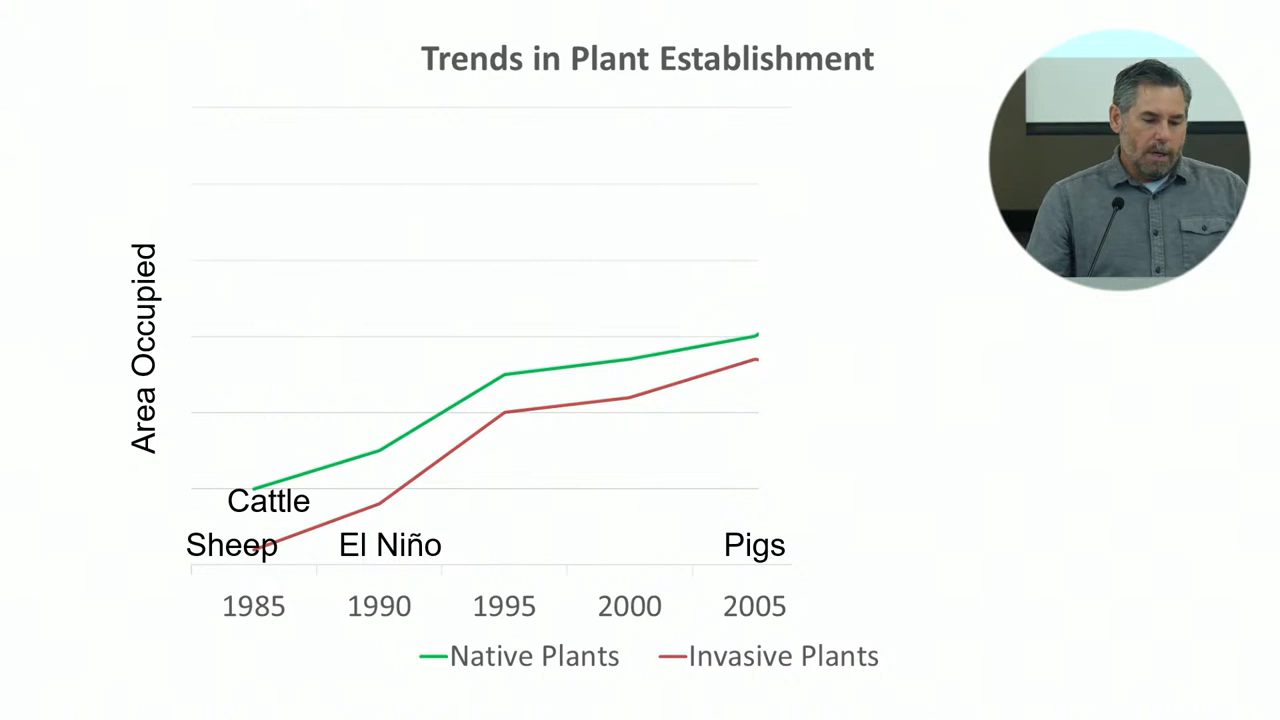 Trends in Plant Establishment
Area Occupied
Cattle
Sheep
El Niño
Pigs
1985
1990
1995
2000
2005
Native Plants
Invasive Plants